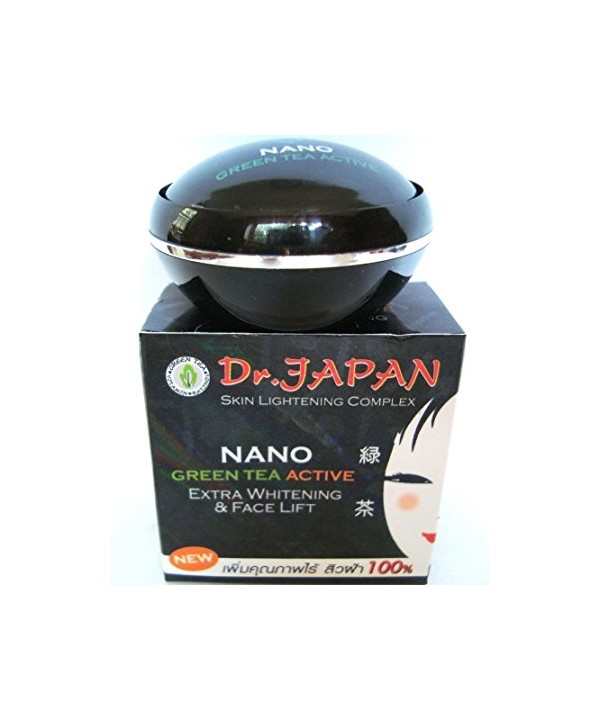 NANO
GREEN TEA ACTIVE
Dr.JAPAN
SKIN LIGHTENING COMPLEX
NANO
GREEN TEA ACTIVE
EXTRA WHITENING
& FACE LIFT
緑
茶
NEW
เพิ่มคุณภาพไร้ สิวฝ้า 100%